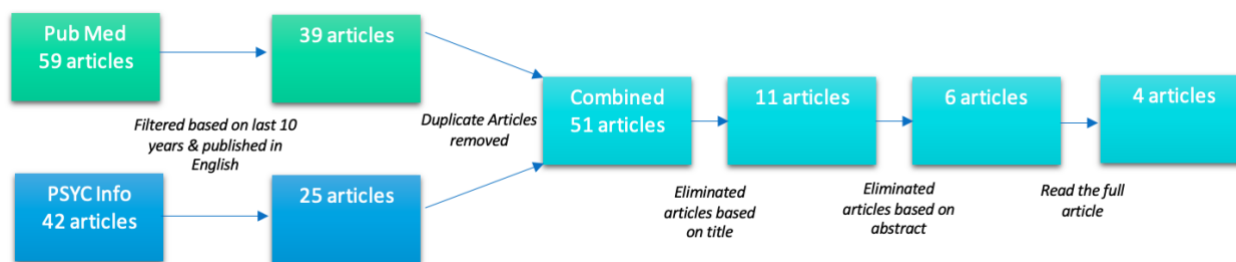 Pub Med
59 articles
39 articles
Filtered based on last 10
years & published in
English
PSYC Info
42 articles
25 articles
Duplicate Articles
removed
Combined
51 articles
Eliminated
articles based
on title
11 articles
Eliminated
articles based on
abstract
6 articles
Read the full
article
4 articles